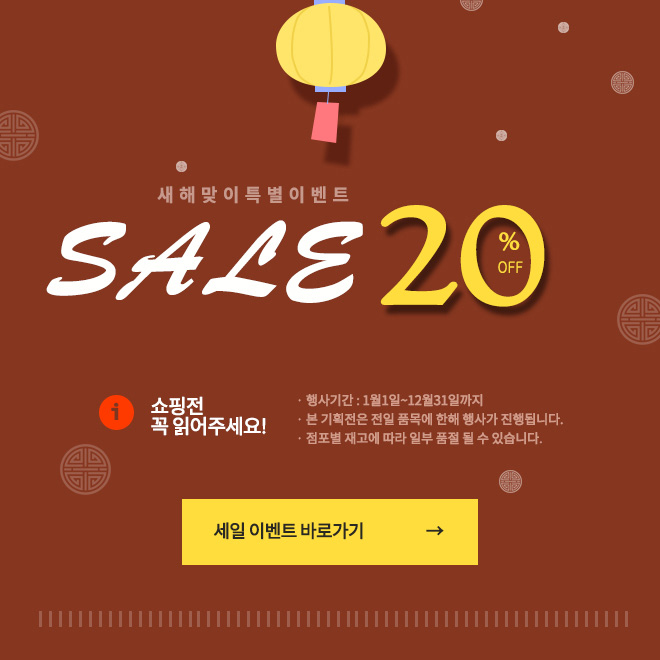 새해맞이특별이벤트
SALE 20
%
OFF
쇼핑전
꼭 읽어주세요!
· 행사기간 : 1월1일~12월31일까지
· 본 기획전은 전일 품목에 한해 행사가 진행됩니다.
· 점포별 재고에 따라 일부 품절 될 수 있습니다.
세일 이벤트 바로가기 →